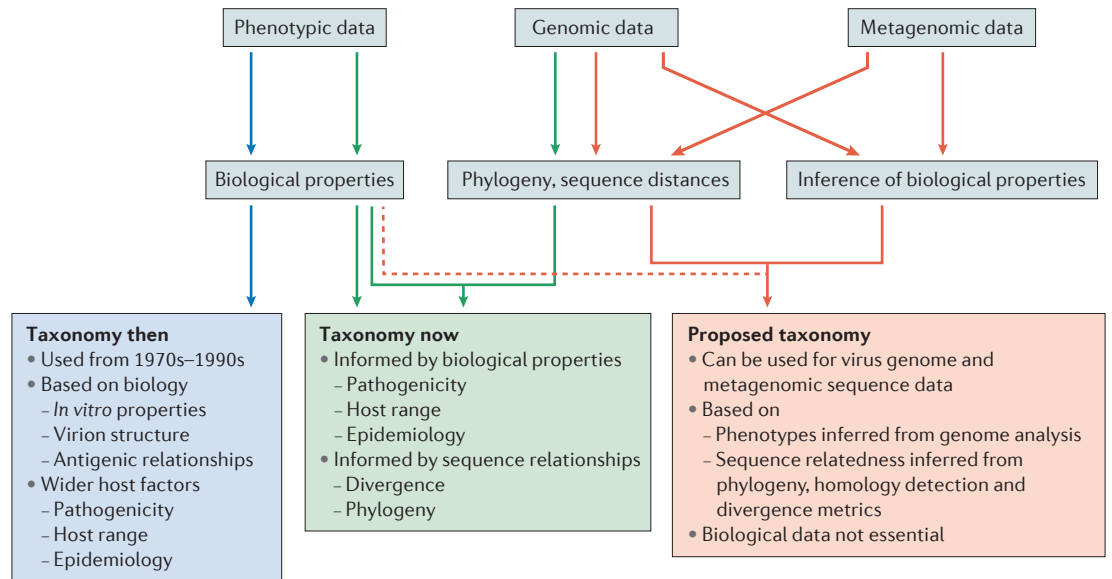 Phenotypic data
Genomic data
Metagenomic data
Biological properties
Phylogeny, sequence distances
Inference of biological properties
Taxonomy then
• Used from 1970s–1990s
• Based on biology
– In vitro properties
– Virion structure
– Antigenic relationships
• Wider host factors
– Pathogenicity
– Host range
– Epidemiology
Taxonomy now
• Informed by biological properties
– Pathogenicity
– Host range
– Epidemiology
• Informed by sequence relationships
– Divergence
– Phylogeny
Proposed taxonomy
• Can be used for virus genome and
metagenomic sequence data
• Based on
– Phenotypes inferred from genome analysis
– Sequence relatedness inferred from
phylogeny, homology detection and
divergence metrics
• Biological data not essential